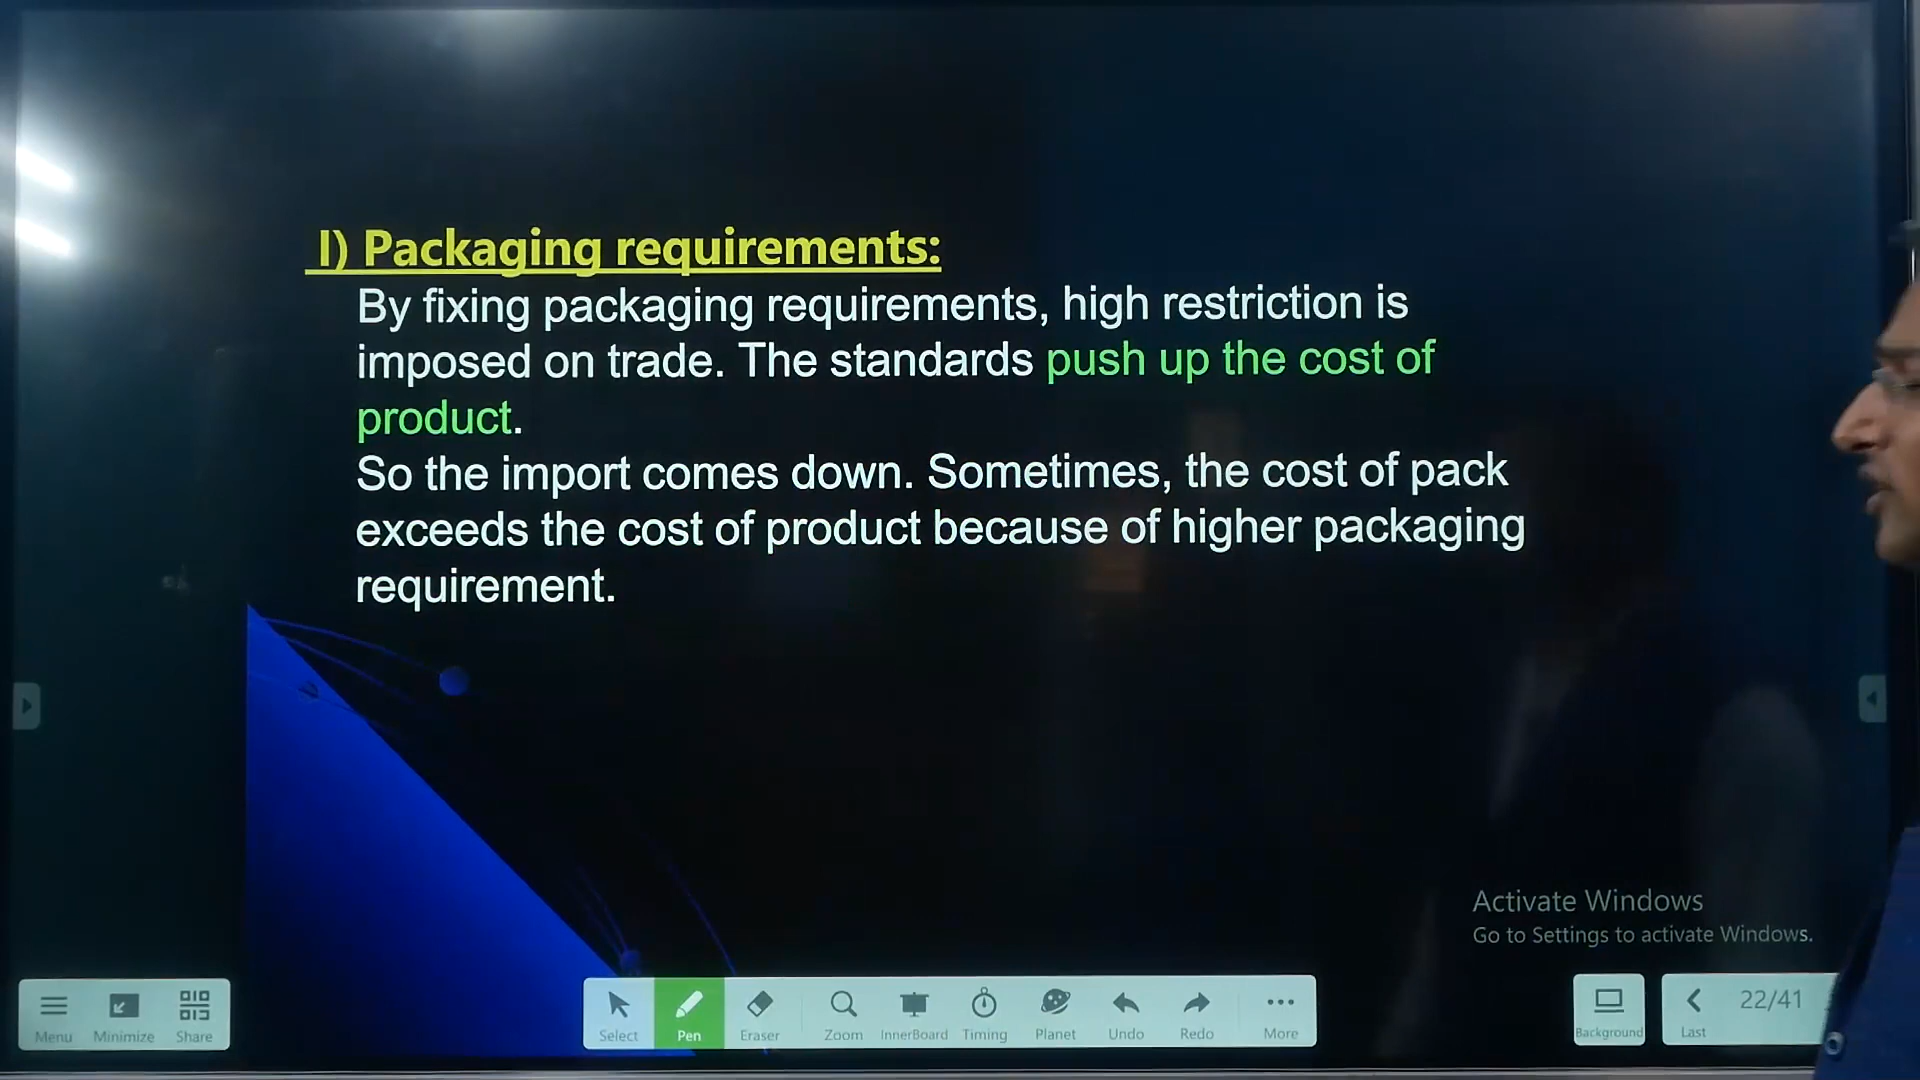 I) Packaging requirements:
By fixing packaging requirements, high restriction is
imposed on trade. The standards push up the cost of
product.
So the import comes down. Sometimes, the cost of pack
exceeds the cost of product because of higher packaging
requirement.
Activate Windows
Go to Settings to activate Windows.
Menu Minimize Share
Select Pen Eraser Zoom InnerBoard Timing Planet Undo Redo More
Background
22/41
Last